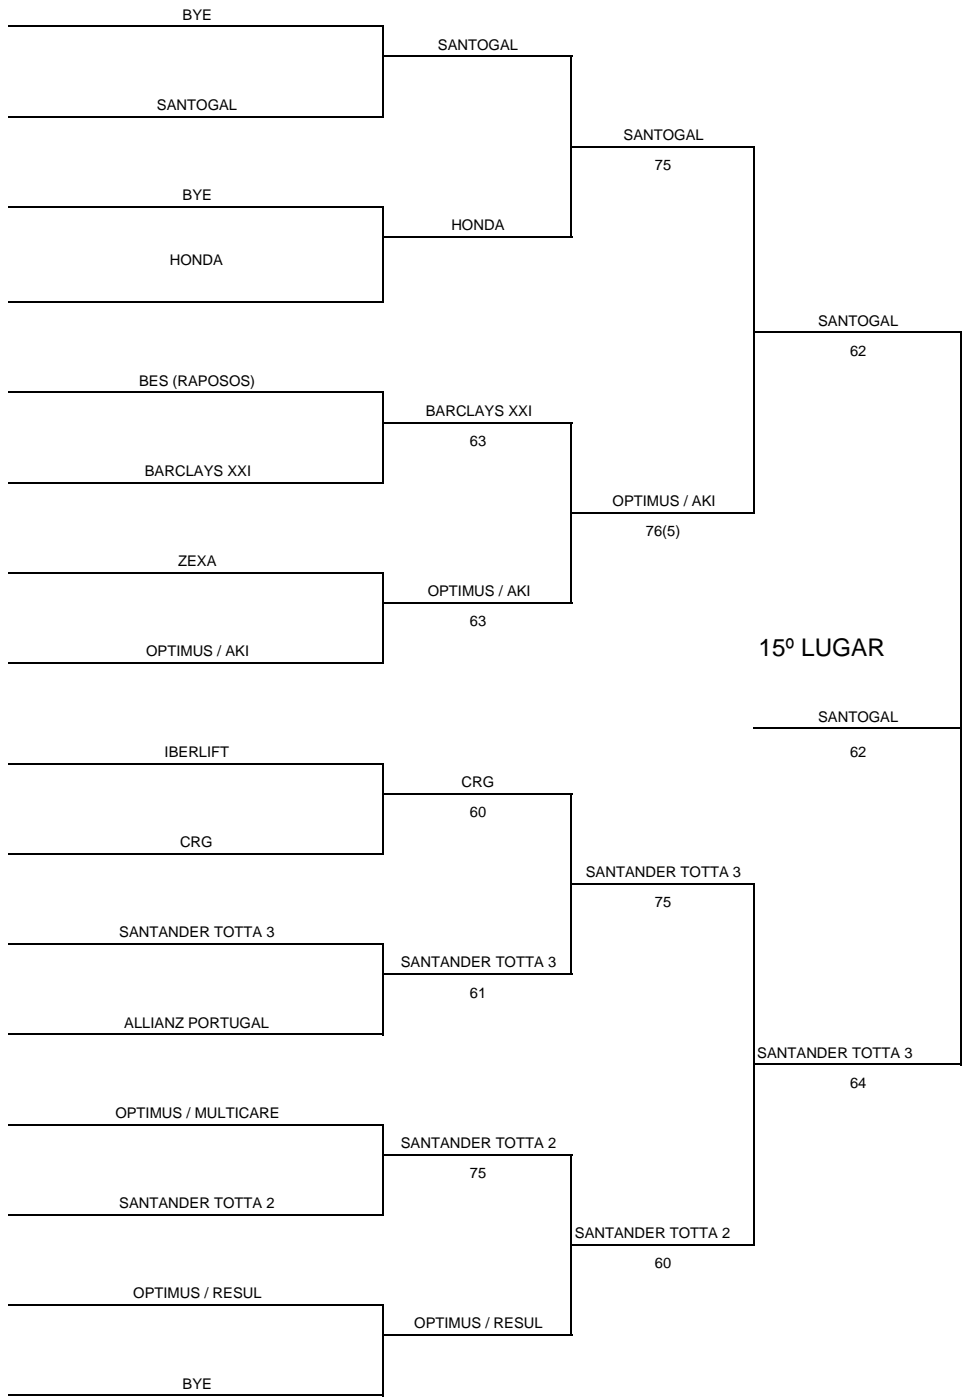 BYE
SANTOGAL
SANTOGAL
SANTOGAL
75
BYE
HONDA
HONDA
SANTOGAL
62
BES (RAPOSOS)
BARCLAYS XXI
63
BARCLAYS XXI
OPTIMUS / AKI
76(5)
ZEXA
OPTIMUS / AKI
63
OPTIMUS / AKI
15º LUGAR
SANTOGAL
62
IBERLIFT
CRG
60
CRG
SANTANDER TOTTA 3
75
SANTANDER TOTTA 3
SANTANDER TOTTA 3
61
ALLIANZ PORTUGAL
SANTANDER TOTTA 3
64
OPTIMUS / MULTICARE
SANTANDER TOTTA 2
75
SANTANDER TOTTA 2
SANTANDER TOTTA 2
60
OPTIMUS / RESUL
OPTIMUS / RESUL
BYE